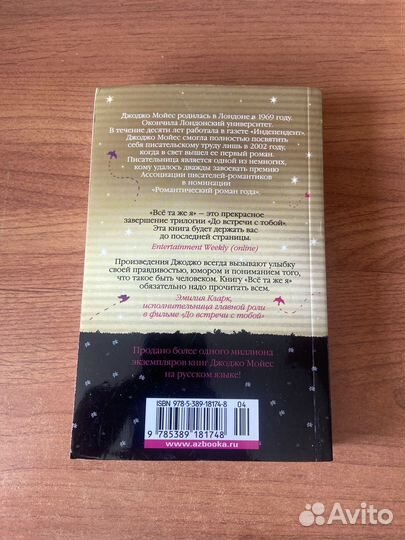 Джоджо Мойес родилась в Лондоне в 1969 году.
Окончила Лондонский университет.
В течение десяти лет работала в газете «Индепендент».
Джоджо Мойес смогла полностью посвятить
себя писательскому труду лишь в 2002 году,
когда в свет вышел ее первый роман.
Писательница является одной из немногих,
кому удалось дважды завоевать премию
Ассоциации писателей-романтиков
в номинации
«Романтический роман года».
«Всё та же я» — это прекрасное
завершение трилогии «До встречи с тобой».
Эта книга будет держать вас
до последней страницы.
Entertainment Weekly (online)
Произведения Джоджо всегда вызывают улыбку
своей правдивостью, юмором и пониманием того,
что такое быть человеком. Книгу «Всё та же я»
обязательно надо прочитать всем.
Эмилия Кларк,
исполнительница главной роли
в фильме «До встречи с тобой»
Продано более одного миллиона
экземпляров книг Джоджо Мойес
на русском языке!
ISBN 978-5-389-18174-8
04
9 785389 181748
www.azbooka.ru
Avito